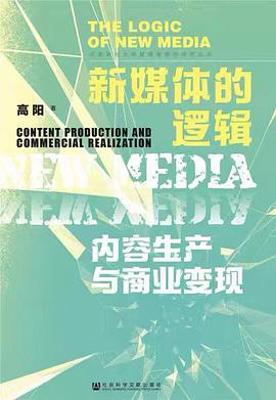 THE LOGIC
OF NEW MEDIA
新媒体的
逻辑
高阳 著
CONTENT PRODUCTION AND
COMMERCIAL REALIZATION
NEW MEDIA
NEW MEDIA
内容生产
与商业变现
社会科学文献出版社